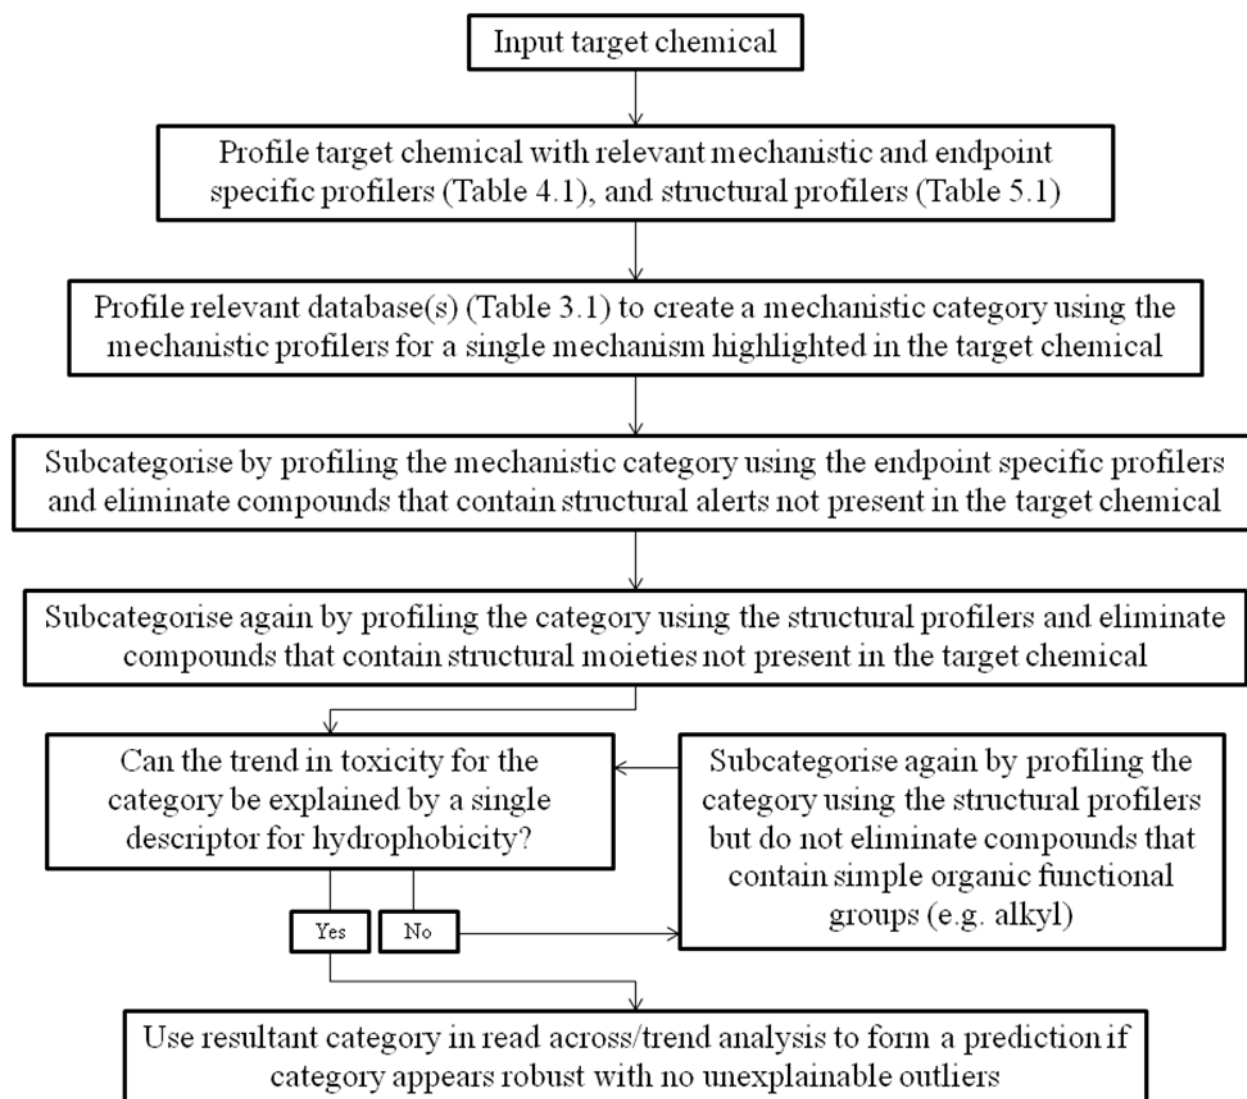 Input target chemical
Profile target chemical with relevant mechanistic and endpoint
specific profilers (Table 4.1), and structural profilers (Table 5.1)
Profile relevant database(s) (Table 3.1) to create a mechanistic category using the
mechanistic profilers for a single mechanism highlighted in the target chemical
Subcategorise by profiling the mechanistic category using the endpoint specific profilers
and eliminate compounds that contain structural alerts not present in the target chemical
Subcategorise again by profiling the category using the structural profilers and eliminate
compounds that contain structural moieties not present in the target chemical
Can the trend in toxicity for the
category be explained by a single
descriptor for hydrophobicity?
Subcategorise again by profiling the
category using the structural profilers
but do not eliminate compounds that
contain simple organic functional
groups (e.g. alkyl)
Yes
No
Use resultant category in read across/trend analysis to form a prediction if
category appears robust with no unexplainable outliers